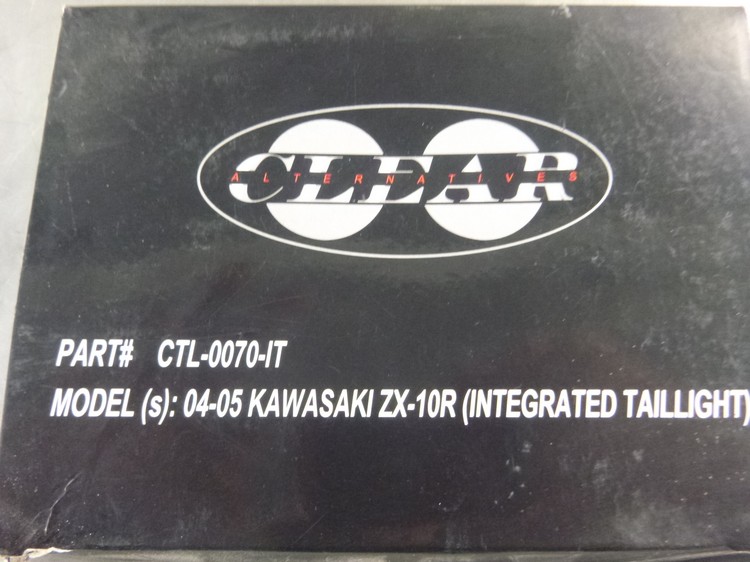 CLEAR
ALTERNATIVES
PART# CTL-0070-IT
MODEL (s): 04-05 KAWASAKI ZX-10R (INTEGRATED TAILLIGHT)